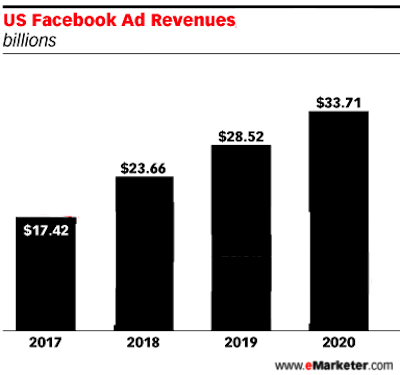 US Facebook Ad Revenues
billions
$17.42
$23.66
$28.52
$33.71
2017 2018 2019 2020
www.eMarketer.com